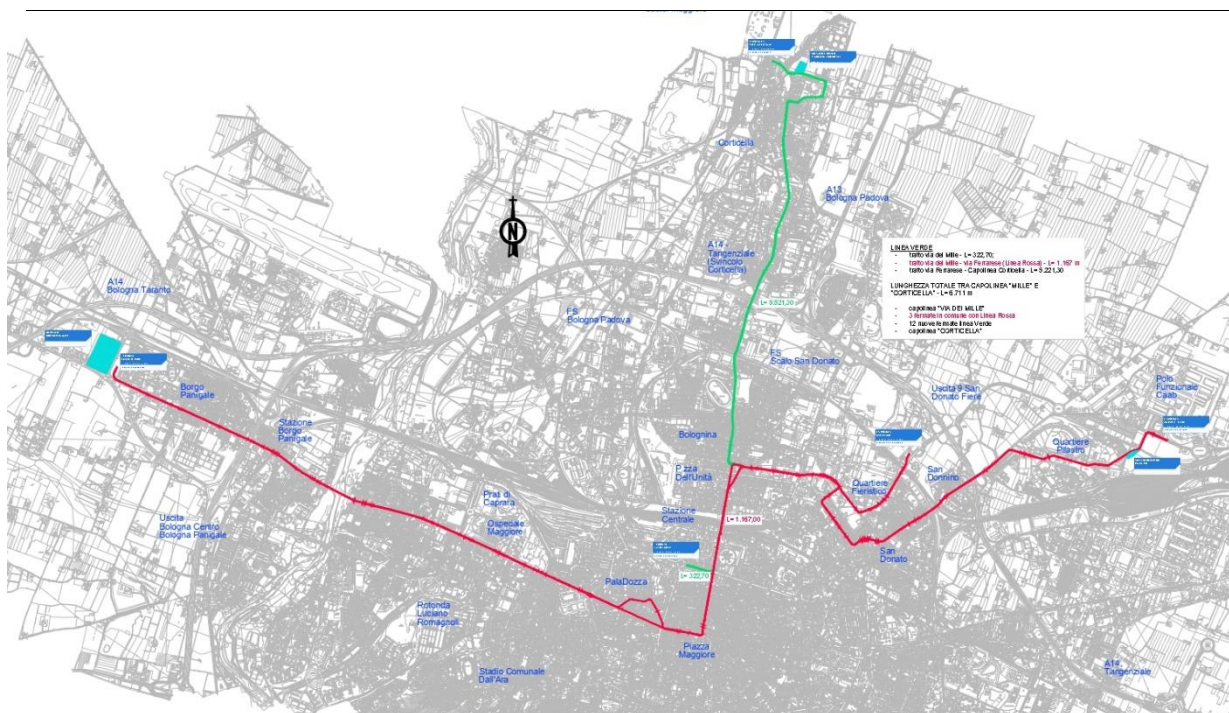 Corticella
A13
Bologna Padova
A14 -
Tangenziale
(Svincolo
Corticella)
LINEA VERDE
- tratto via dei Mille - L= 322,70;
- tratto via dei Mille - via Ferrarese (Linea Rossa) - L= 1.167 m
- tratto via Ferrarese - Capolinea Corticella - L= 5.221,30
LUNGHEZZA TOTALE TRA CAPOLINEA "MILLE" E
"CORTICELLA" - L= 6.711 m
- capolinea "VIA DEI MILLE"
- 3 fermate in comune con Linea Rossa
- 12 nuove fermate linea Verde
- capolinea "CORTICELLA"
N
A14
Bologna Taranto
FS
Bologna Padova
FS
Scalo San Donato
Borgo
Panigale
Stazione
Borgo
Panigale
Uscita 9 San
Donato Fiere
Polo
Funzionale
Caab
Bolognina
P.zza
Dell'Unità
Quartiere
Pilastro
San
Donnino
Quartiere
Fieristico
Prati di
Caprara
Ospedale
Maggiore
Stazione
Centrale
L= 1.167,00
Uscita
Bologna Centro
Bologna Panigale
San
Donato
L= 322,70
PalaDozza
Rotonda
Luciano
Romagnoli
Piazza
Maggiore
Stadio Comunale
Dall'Ara
A14
Tangenziale